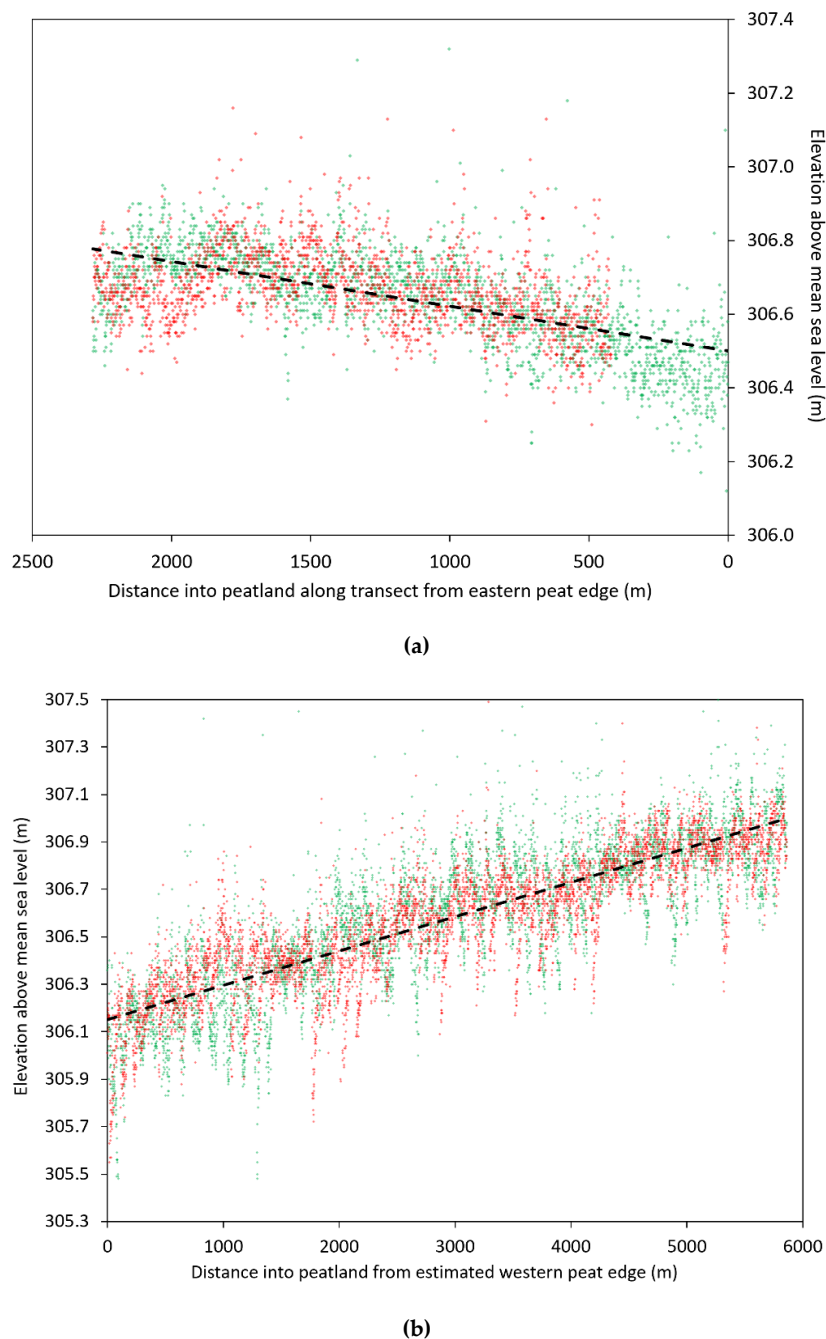 307.4
307.2
307.0
306.8
306.6
306.4
306.2
306.0
Elevation above mean sea level (m)
2500 2000 1500 1000 500 0
Distance into peatland along transect from eastern peat edge (m)
(a)
307.5
307.3
307.1
306.9
306.7
306.5
306.3
306.1
305.9
305.7
305.5
305.3
Elevation above mean sea level (m)
0 1000 2000 3000 4000 5000 6000
Distance into peatland from estimated western peat edge (m)
(b)